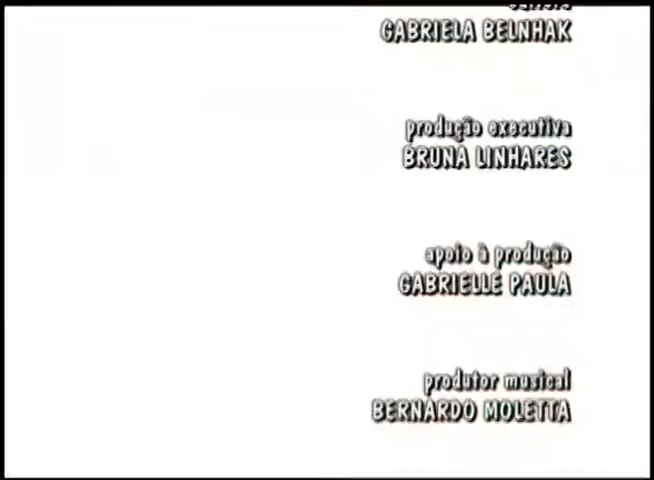 GABRIELA BELNHAK
produção executiva
BRUNA LINHARES
apoio à produção
GABRIELLE PAULA
produtor musical
BERNARDO MOLETTA